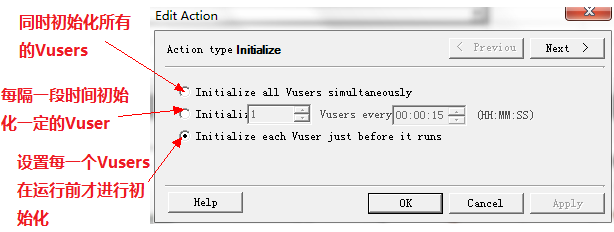 Edit Action
同时初始化所有
的Vusers
Action type Initialize
< Previou
Next >
Initialize all Vusers simultaneously
每隔一段时间初始
化一定的Vuser
Initiali 1 Vusers every 00:00:15 (HH:MM:SS)
Initialize each Vuser just before it runs
设置每一个Vusers
在运行前才进行初
始化
Help
OK
Cancel
Apply